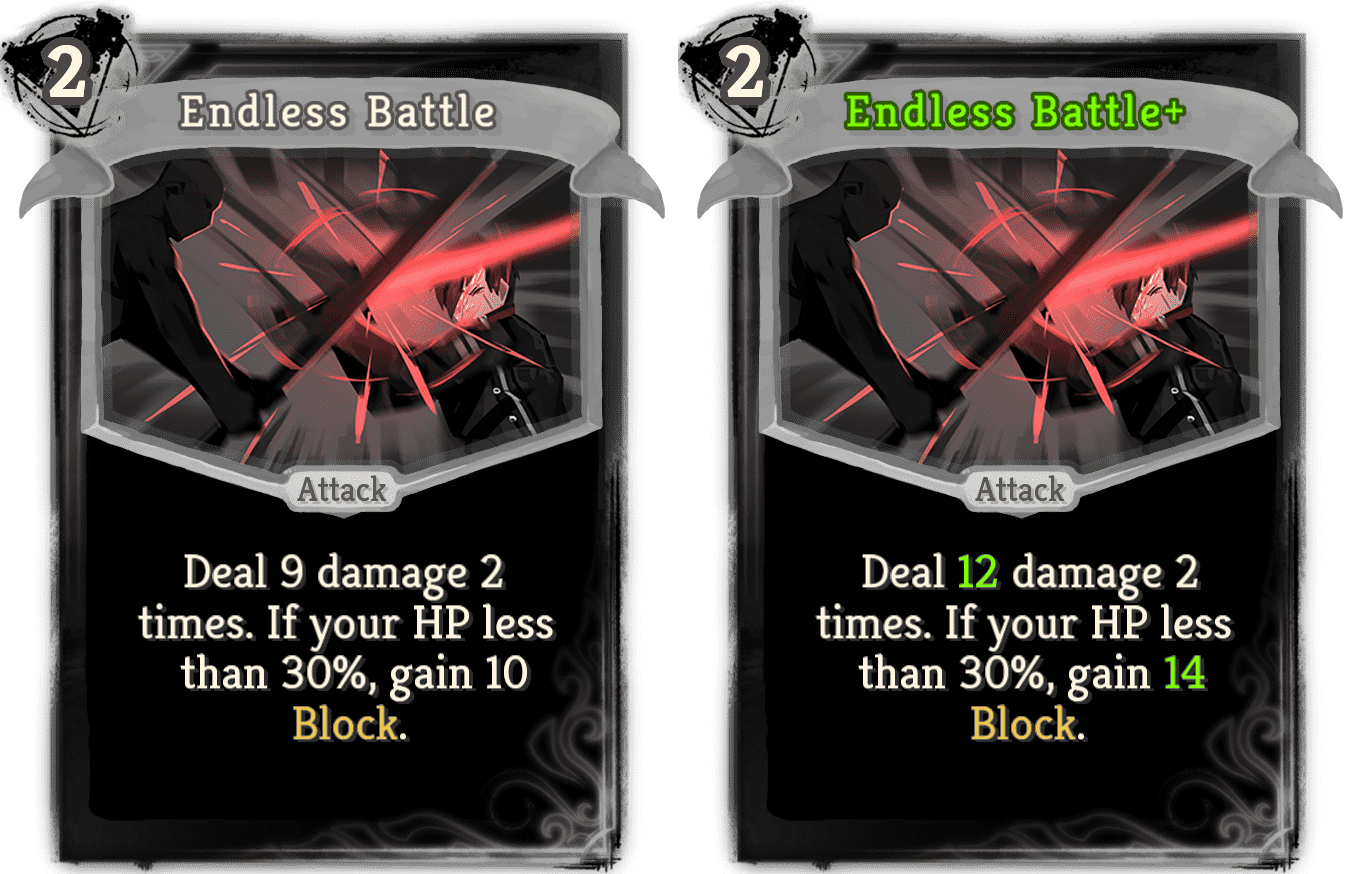 2
Endless Battle
Attack
Deal 9 damage 2
times. If your HP less
than 30%, gain 10
Block.
2
Endless Battle+
Attack
Deal 12 damage 2
times. If your HP less
than 30%, gain 14
Block.